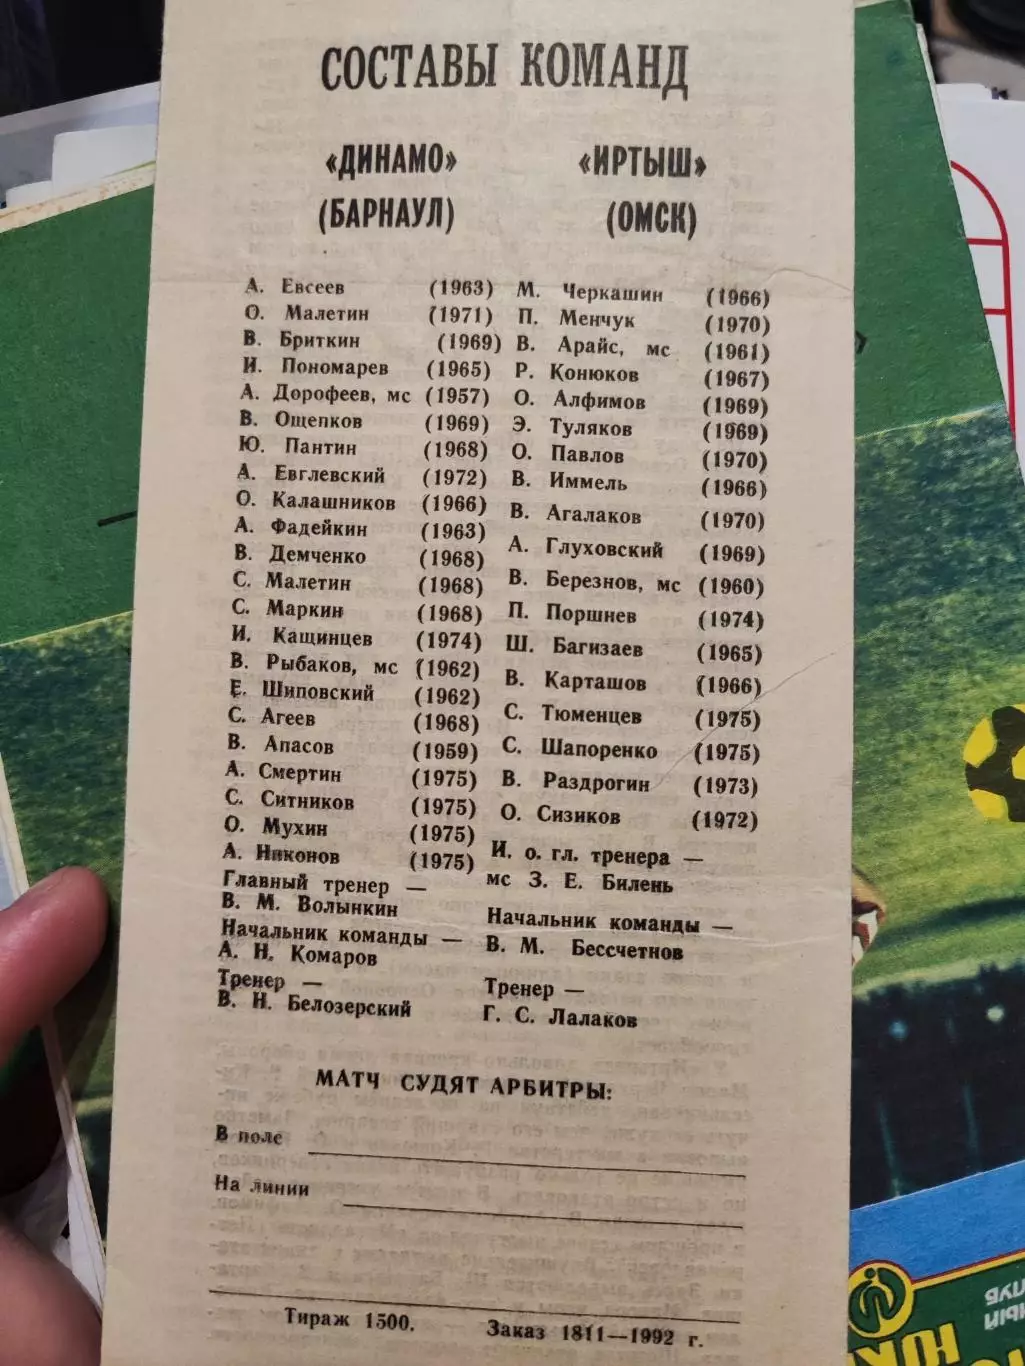 СОСТАВЫ КОМАНД
«ДИНАМО»
(БАРНАУЛ)
А. Евсеев (1963)
О. Малетин (1971)
В. Бриткин (1969)
И. Пономарев (1965)
А. Дорофеев, мс (1957)
В. Ощепков (1969)
Ю. Пантин (1968)
А. Евглевский (1972)
О. Калашников (1966)
А. Фадейкин (1963)
В. Демченко (1968)
С. Малетин (1968)
С. Маркин (1968)
И. Кащинцев (1974)
В. Рыбаков, мс (1962)
Е. Шиповский (1962)
С. Агеев (1968)
В. Апасов (1959)
А. Смертин (1975)
С. Ситников (1975)
О. Мухин (1975)
А. Никонов (1975)
Главный тренер —
В. М. Волынкин
Начальник команды —
А. Н. Комаров
Тренер —
В. Н. Белозерский
«ИРТЫШ»
(ОМСК)
М. Черкашин (1966)
П. Менчук (1970)
В. Арайс, мс (1961)
Р. Конюков (1967)
О. Алфимов (1969)
Э. Туляков (1969)
О. Павлов (1970)
В. Иммель (1966)
В. Агалаков (1970)
А. Глуховский (1969)
В. Березнов, мс (1960)
П. Поршнев (1974)
Ш. Багизаев (1965)
В. Карташов (1966)
С. Тюменцев (1975)
С. Шапоренко (1975)
В. Раздрогин (1973)
О. Сизиков (1972)
И. о. гл. тренера —
мс З. Е. Билень
Начальник команды —
В. М. Бессчетнов
Тренер —
Г. С. Лалаков
МАТЧ СУДЯТ АРБИТРЫ:
В поле
На линии
Тираж 1500. Заказ 1811—1992 г.